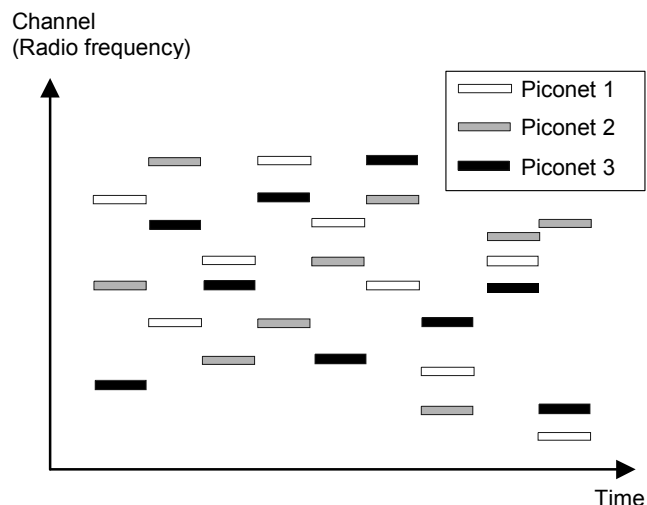 Channel
(Radio frequency)
Piconet 1
Piconet 2
Piconet 3
Time